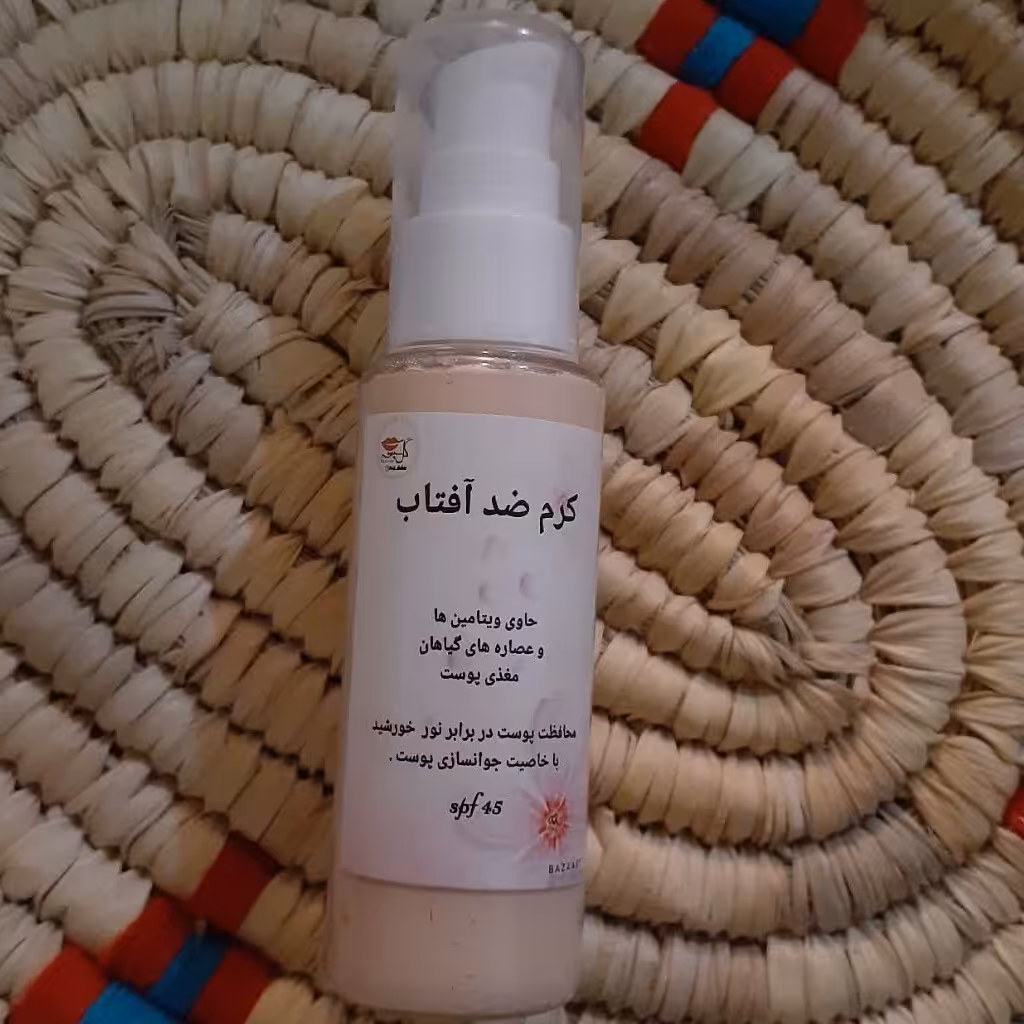 کرم ضد آفتاب
حاوی ویتامین ها
و عصاره های گیاهان
مغذی پوست
محافظت پوست در برابر نور خورشید
با خاصیت جوانسازی پوست .
spf 45